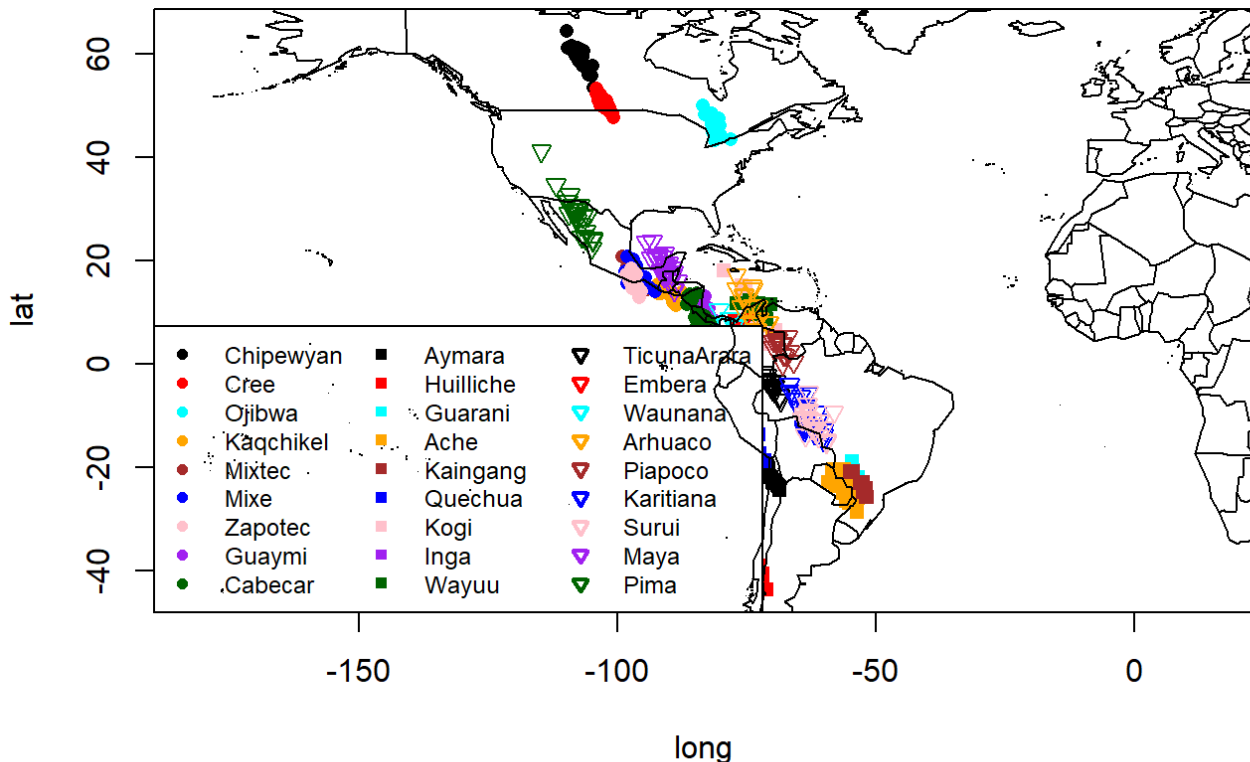 60
40
20
0
-20
-40
lat
Chipewyan Aymara TicunaArara
Cree Huilliche Embera
Ojibwa Guarani Waunana
Kaqchikel Ache Arhuaco
Mixtec Kaingang Piapoco
Mixe Quechua Karitiana
Zapotec Kogi Surui
Guaymi Inga Maya
Cabecar Wayuu Pima
-150 -100 -50 0
long